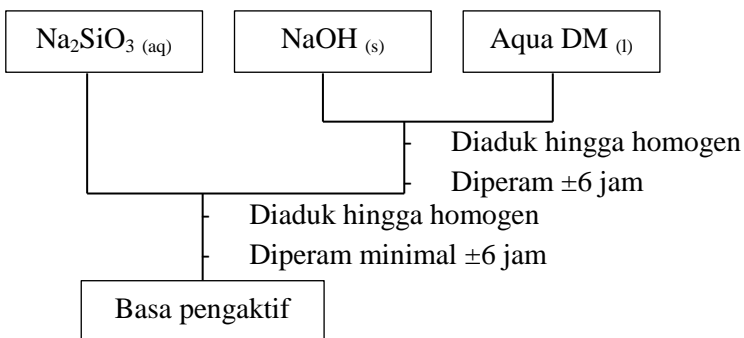 Na₂SiO₃ (aq)
NaOH (s)
Aqua DM (l)
- Diaduk hingga homogen
- Diperam ±6 jam
- Diaduk hingga homogen
- Diperam minimal ±6 jam
Basa pengaktif